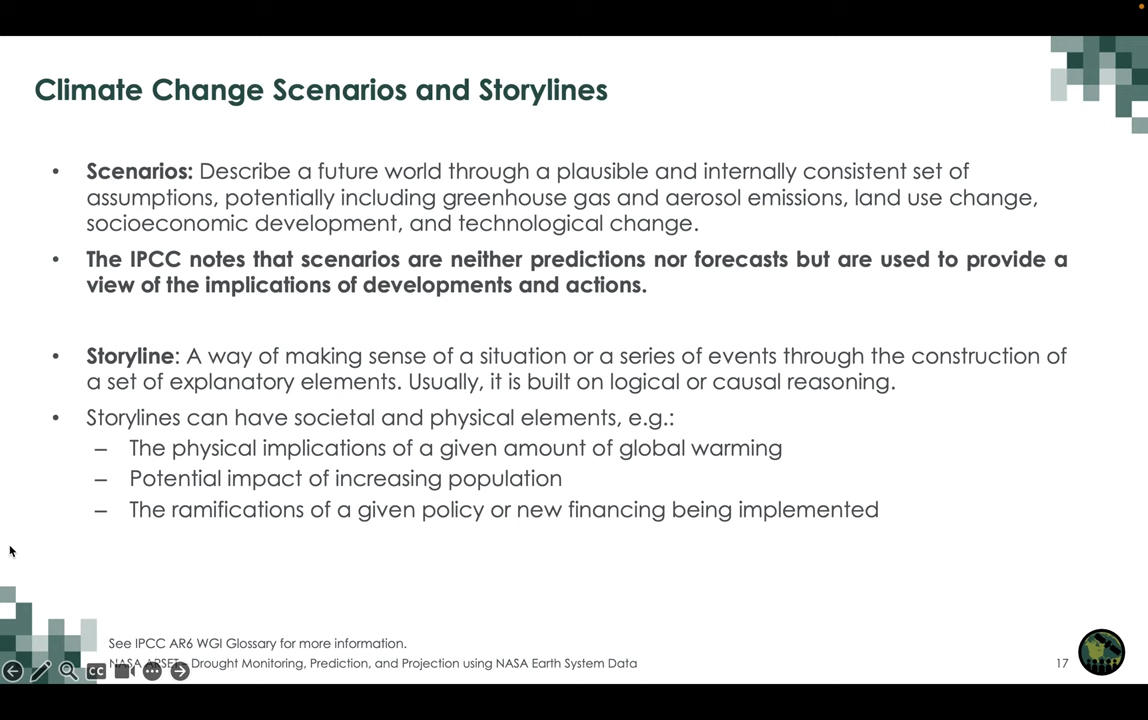 Climate Change Scenarios and Storylines
• Scenarios: Describe a future world through a plausible and internally consistent set of
assumptions, potentially including greenhouse gas and aerosol emissions, land use change,
socioeconomic development, and technological change.
• The IPCC notes that scenarios are neither predictions nor forecasts but are used to provide a
view of the implications of developments and actions.
• Storyline: A way of making sense of a situation or a series of events through the construction of
a set of explanatory elements. Usually, it is built on logical or causal reasoning.
• Storylines can have societal and physical elements, e.g.:
– The physical implications of a given amount of global warming
– Potential impact of increasing population
– The ramifications of a given policy or new financing being implemented
See IPCC AR6 WGI Glossary for more information.
CC
NASA ARSET – Drought Monitoring, Prediction, and Projection using NASA Earth System Data
17